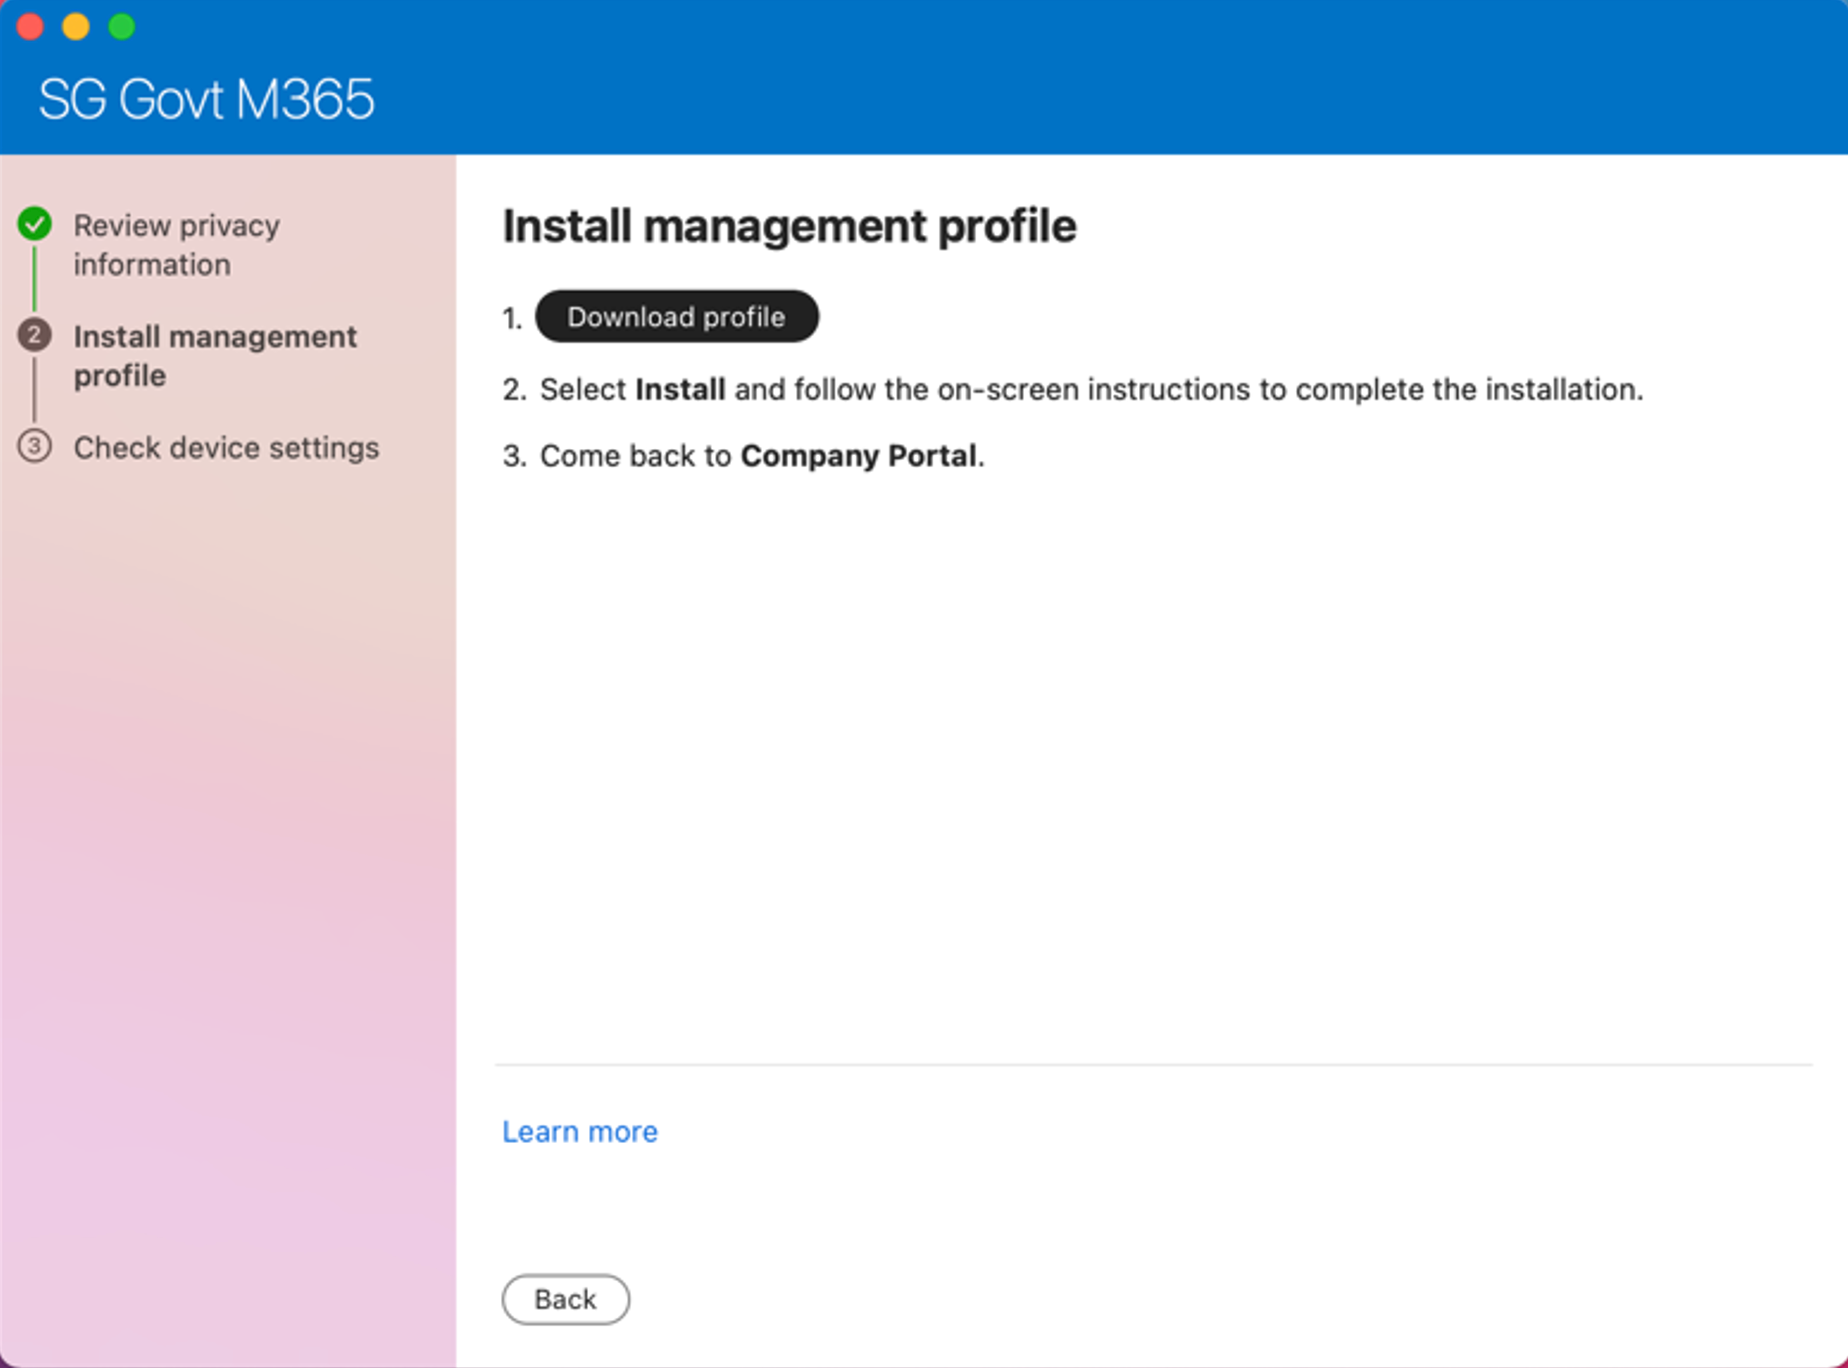 SG Govt M365
Review privacy
information
2
Install management
profile
3
Check device settings
Install management profile
1. Download profile
2. Select Install and follow the on-screen instructions to complete the installation.
3. Come back to Company Portal.
Learn more
Back